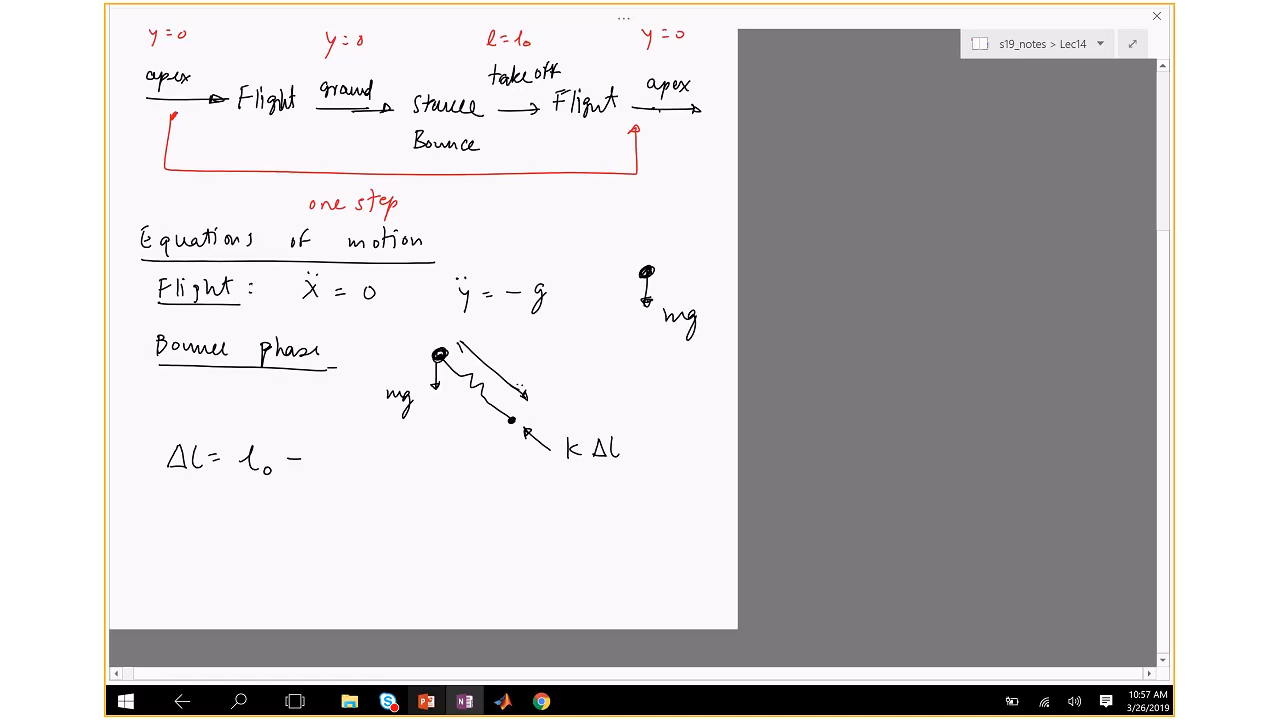 s19_notes > Lec14
y=0 y=0 l=l₀ y=0
apex ground take off apex
Flight stance Flight
Bounce
one step
Equations of motion
Flight: ẍ = 0 ÿ = - g
mg
Bounce phase
mg
Δl = l₀ -
k Δl
10:57 AM
3/26/2019